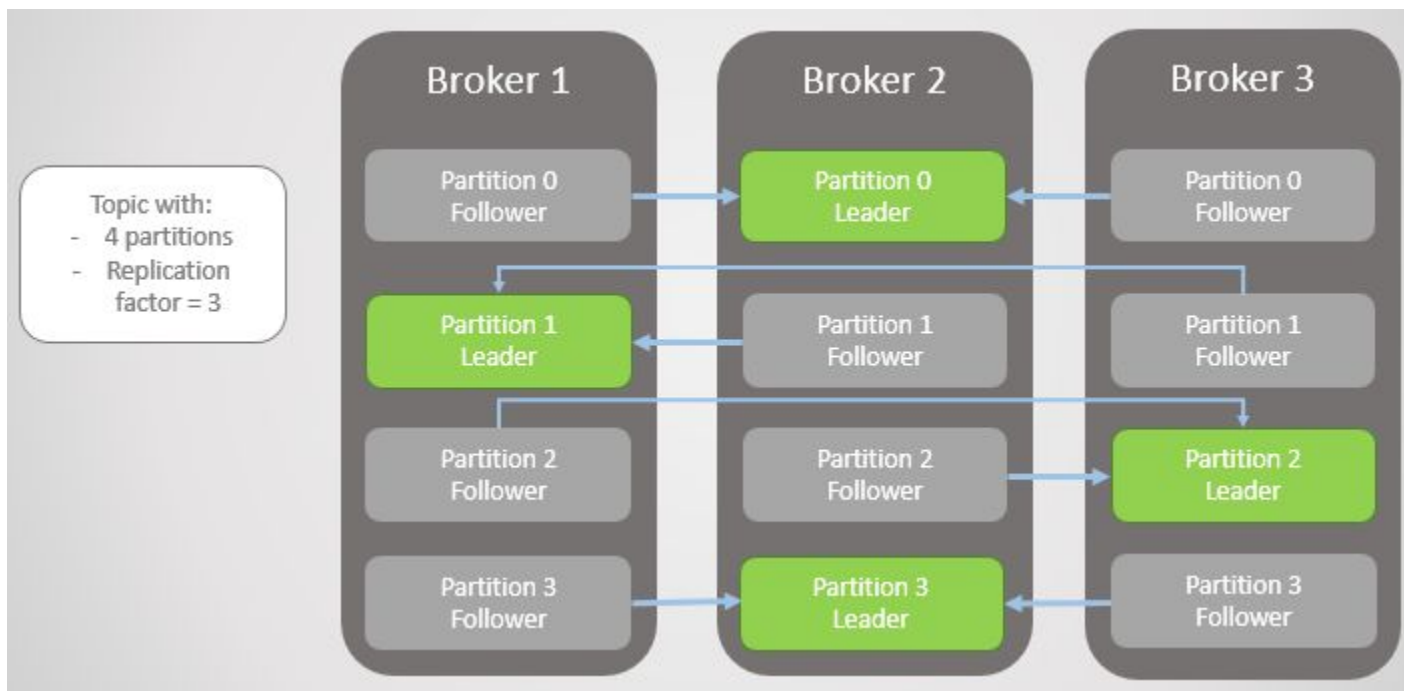 Topic with:
- 4 partitions
- Replication
factor = 3
Broker 1
Partition 0
Follower
Partition 1
Leader
Partition 2
Follower
Partition 3
Follower
Broker 2
Partition 0
Leader
Partition 1
Follower
Partition 2
Follower
Partition 3
Leader
Broker 3
Partition 0
Follower
Partition 1
Follower
Partition 2
Leader
Partition 3
Follower